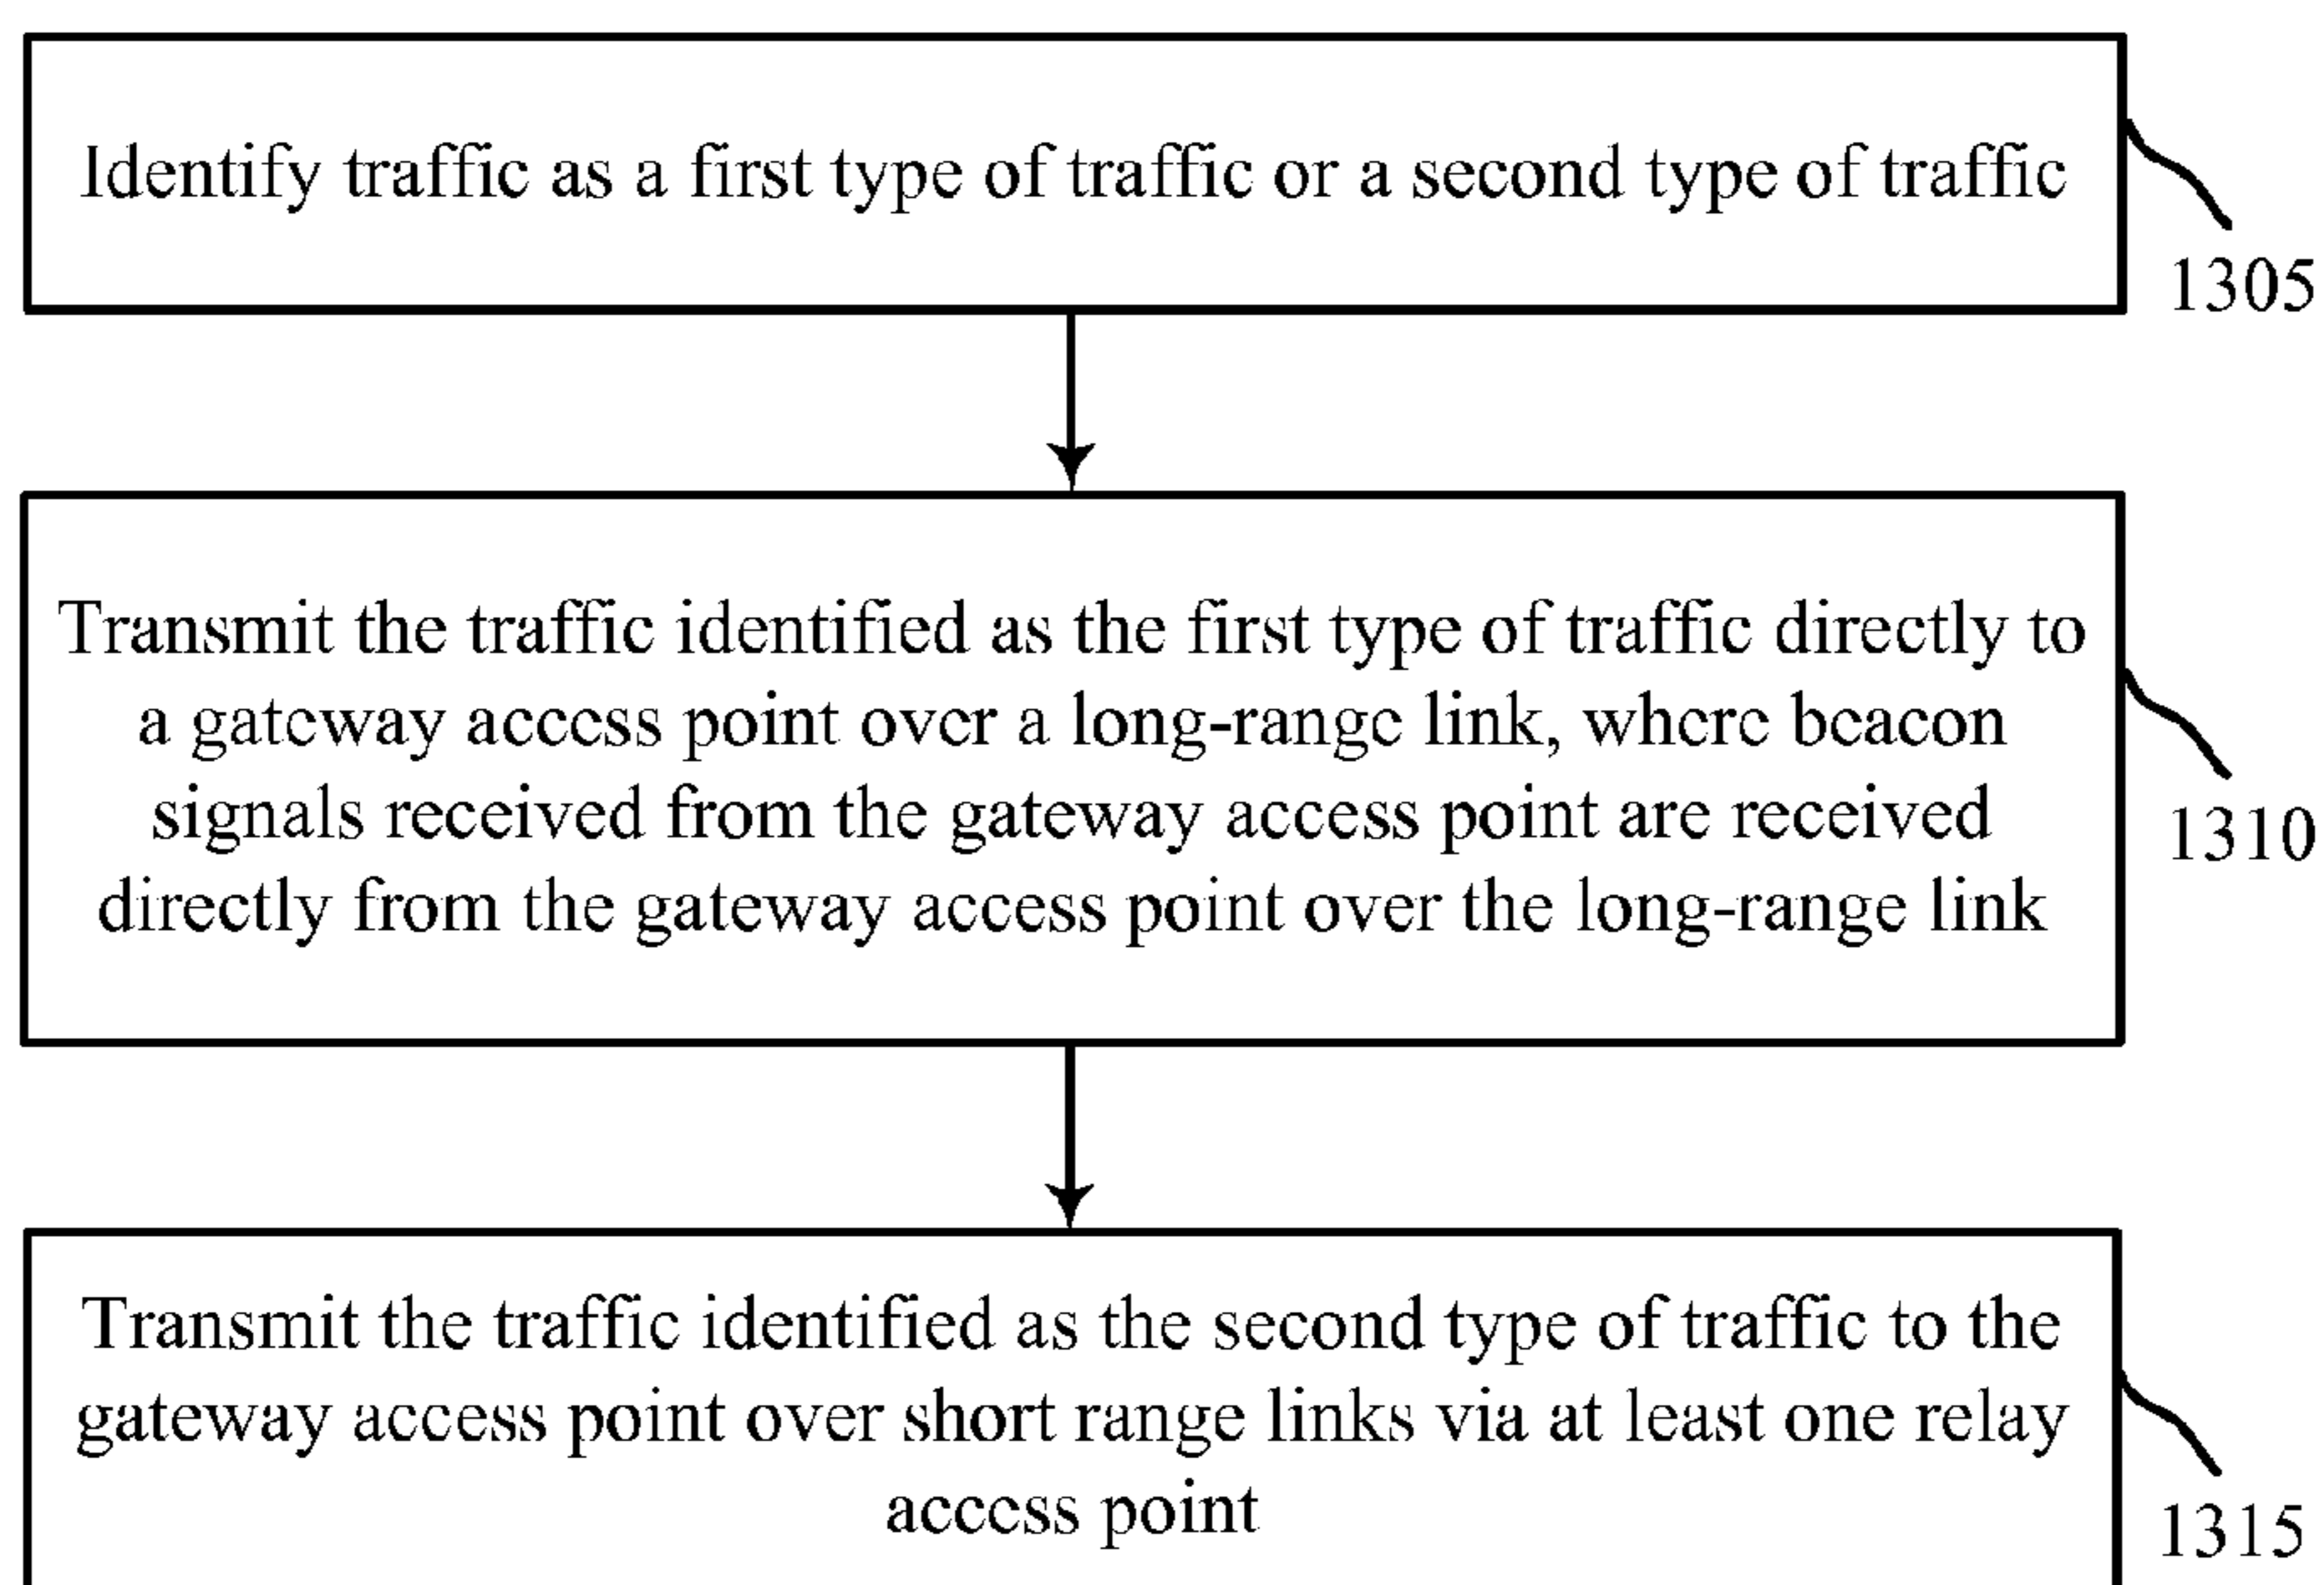 Identify traffic as a first type of traffic or a second type of traffic
1305
Transmit the traffic identified as the first type of traffic directly to
a gateway access point over a long-range link, where beacon
signals received from the gateway access point are received
directly from the gateway access point over the long-range link
1310
Transmit the traffic identified as the second type of traffic to the
gateway access point over short range links via at least one relay
access point
1315